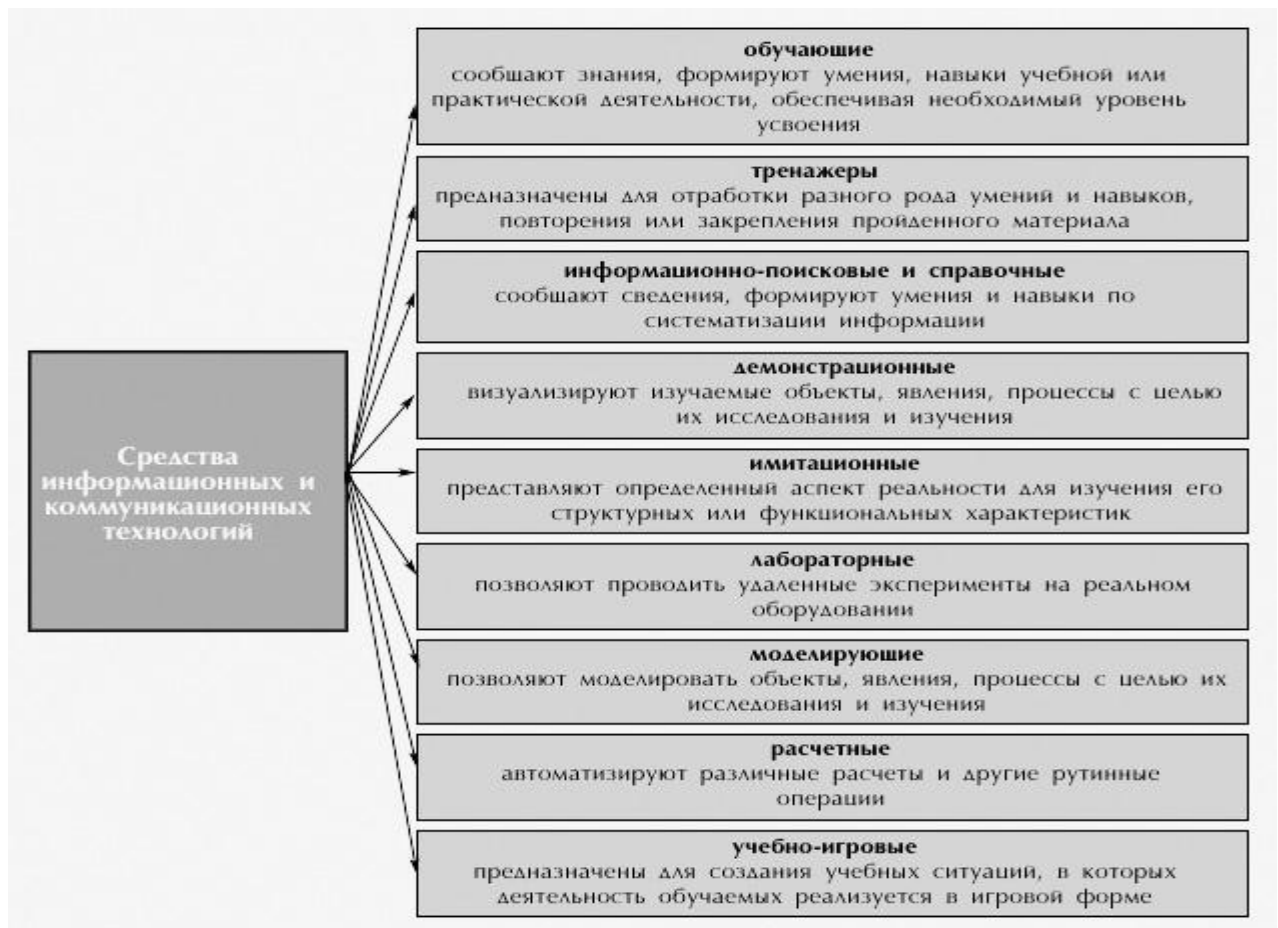 обучающие
сообщают знания, формируют умения, навыки учебной или
практической деятельности, обеспечивая необходимый уровень
усвоения
тренажеры
предназначены для отработки разного рода умений и навыков,
повторения или закрепления пройденного материала
информационно-поисковые и справочные
сообщают сведения, формируют умения и навыки по
систематизации информации
демонстрационные
визуализируют изучаемые объекты, явления, процессы с целью
их исследования и изучения
Средства
информационных и
коммуникационных
технологий
имитационные
представляют определенный аспект реальности для изучения его
структурных или функциональных характеристик
лабораторные
позволяют проводить удаленные эксперименты на реальном
оборудовании
моделирующие
позволяют моделировать объекты, явления, процессы с целью их
исследования и изучения
расчетные
автоматизируют различные расчеты и другие рутинные
операции
учебно-игровые
предназначены для создания учебных ситуаций, в которых
деятельность обучаемых реализуется в игровой форме